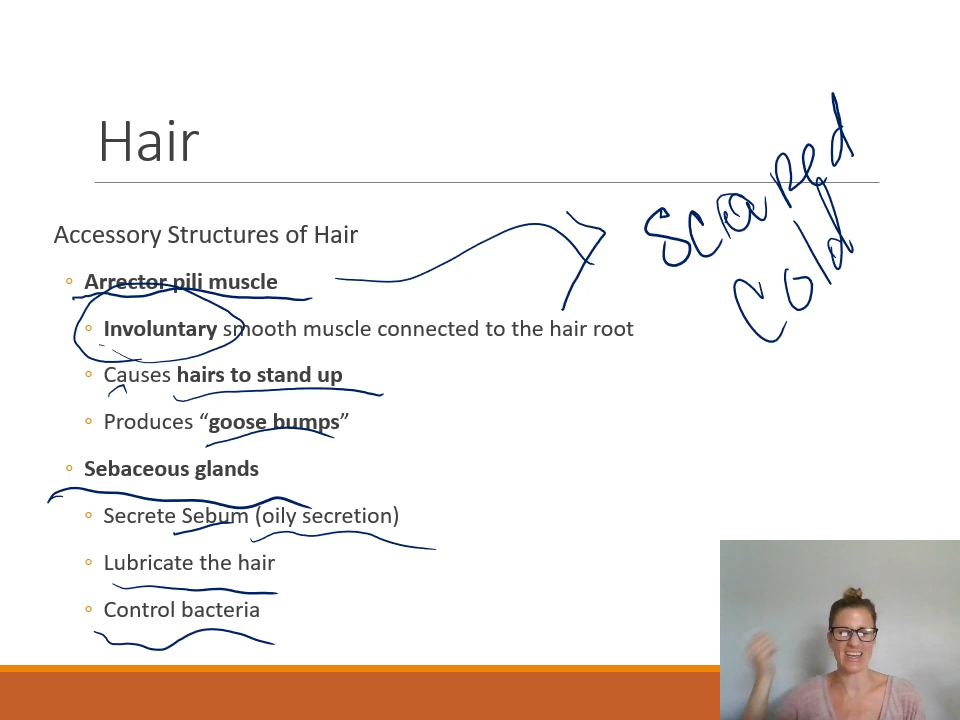 Hair
Scared
Cold
Accessory Structures of Hair
◦ Arrector pili muscle
◦ Involuntary smooth muscle connected to the hair root
◦ Causes hairs to stand up
◦ Produces “goose bumps”
◦ Sebaceous glands
◦ Secrete Sebum (oily secretion)
◦ Lubricate the hair
◦ Control bacteria